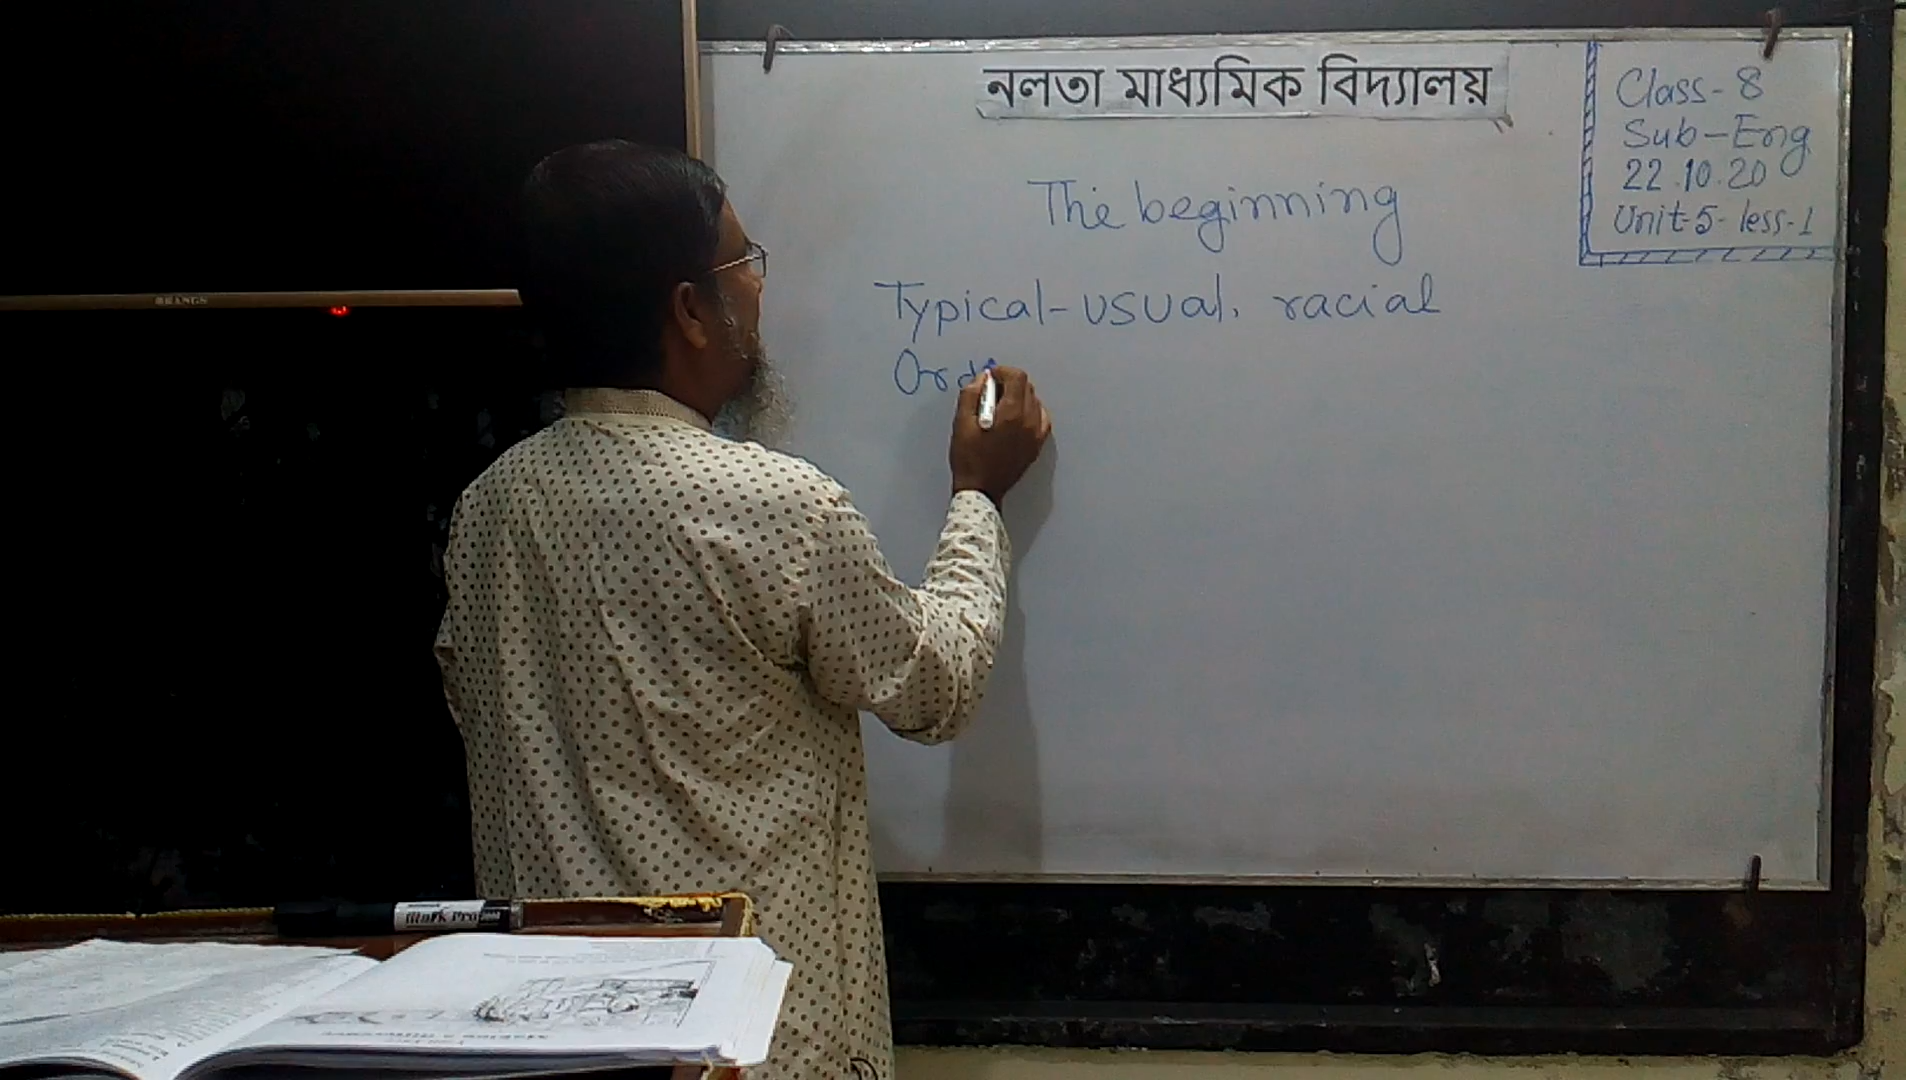 নলতা মাধ্যমিক বিদ্যালয়
Class-8
Sub-Eng
22.10.20
Unit-5-less-1
The beginning
Typical-usual, racial
Ord